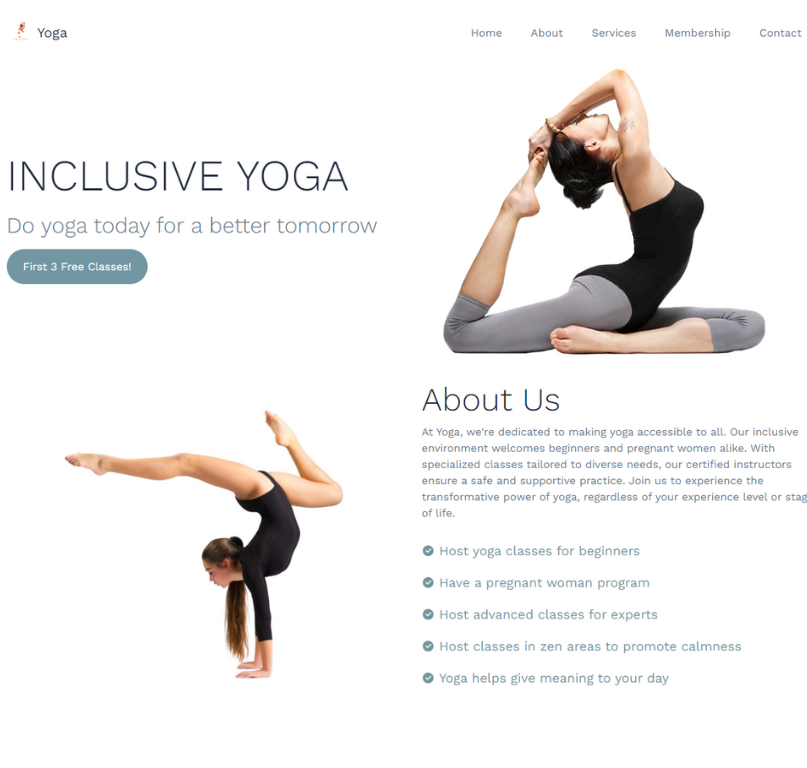 Yoga
Home About Services Membership Contact
INCLUSIVE YOGA
Do yoga today for a better tomorrow
First 3 Free Classes!
About Us
At Yoga, we're dedicated to making yoga accessible to all. Our inclusive
environment welcomes beginners and pregnant women alike. With
specialized classes tailored to diverse needs, our certified instructors
ensure a safe and supportive practice. Join us to experience the
transformative power of yoga, regardless of your experience level or stag
of life.
Host yoga classes for beginners
Have a pregnant woman program
Host advanced classes for experts
Host classes in zen areas to promote calmness
Yoga helps give meaning to your day